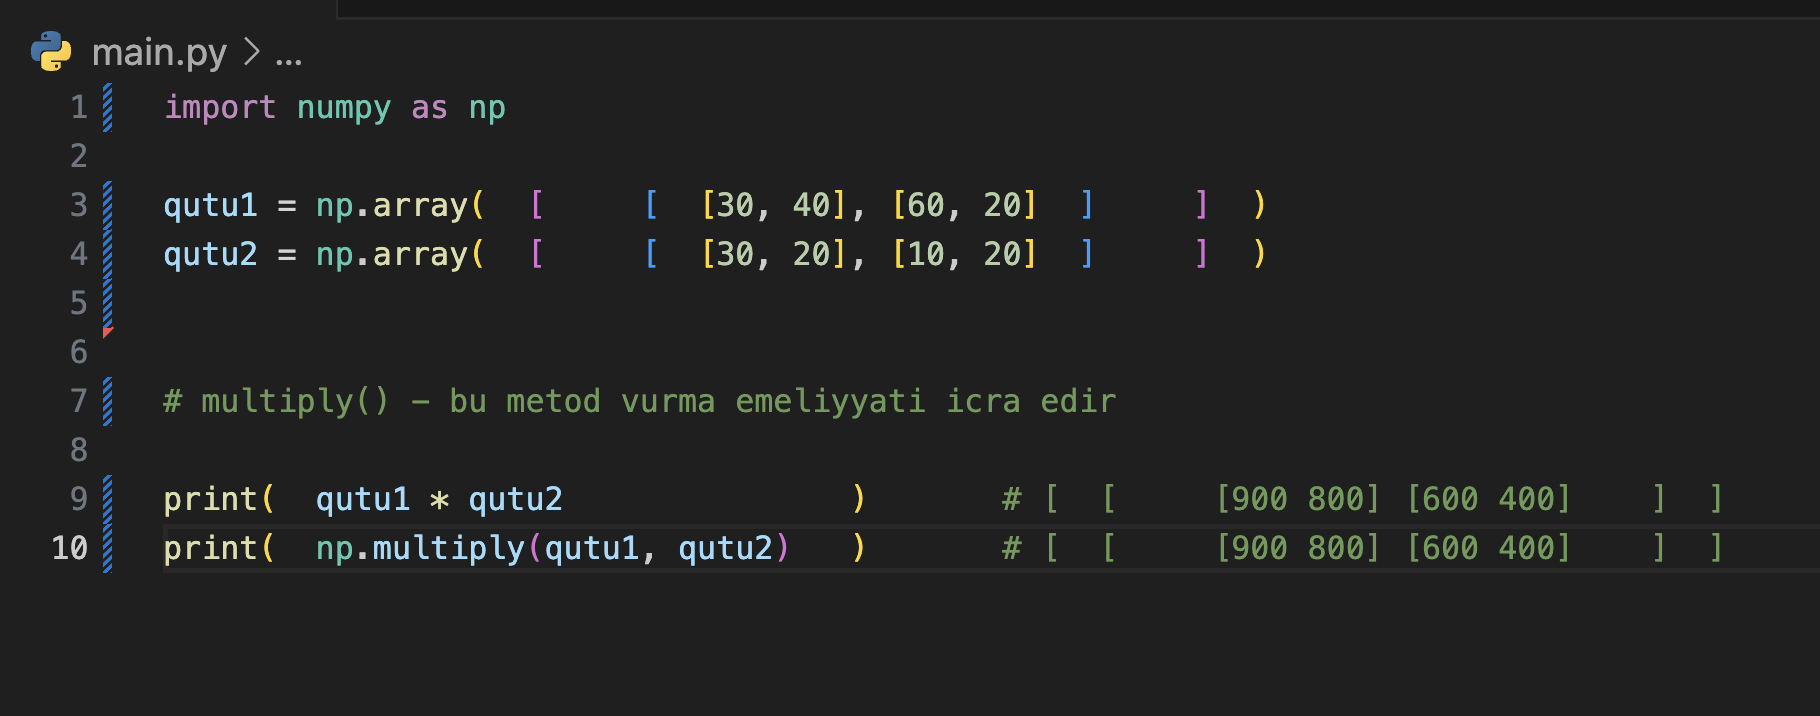 main.py > ...
1 import numpy as np
2
3 qutu1 = np.array(  [     [  [30, 40], [60, 20]  ]     ]  )
4 qutu2 = np.array(  [     [  [30, 20], [10, 20]  ]     ]  )
5
6
7 # multiply() – bu metod vurma emeliyyati icra edir
8
9 print(  qutu1 * qutu2               )       # [  [     [900 800] [600 400]    ]  ]
10 print(  np.multiply(qutu1, qutu2)   )       # [  [     [900 800] [600 400]    ]  ]